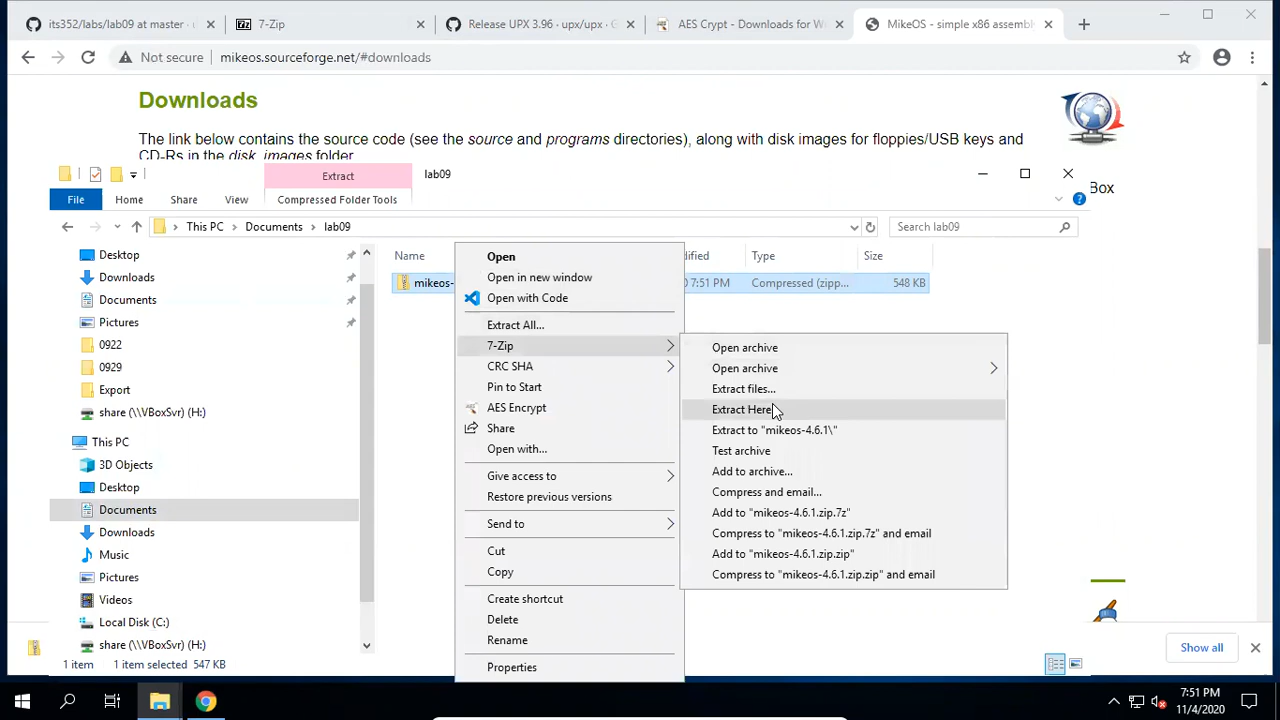 its352/labs/lab09 at master
7-Zip
Release UPX 3.96 · upx/upx · G
AES Crypt - Downloads for W
MikeOS - simple x86 assembl
Not secure
mikeos.sourceforge.net/#downloads
Downloads
The link below contains the source code (see the source and programs directories), along with disk images for floppies/USB keys and
CD-Rs in the disk_images folder
Box
Extract
lab09
File
Home
Share
View
Compressed Folder Tools
This PC
Documents
lab09
Search lab09
Desktop
Downloads
Documents
Pictures
0922
0929
Export
share (\\VBoxSvr) (H:)
This PC
3D Objects
Desktop
Documents
Downloads
Music
Pictures
Videos
Local Disk (C:)
share (\\VBoxSvr) (H:)
Name
Type
Size
mikeos-
7:51 PM
Compressed (zipp...
548 KB
Open
Open in new window
Open with Code
Extract All...
7-Zip
CRC SHA
Pin to Start
AES Encrypt
Share
Open with...
Give access to
Restore previous versions
Send to
Cut
Copy
Create shortcut
Delete
Rename
Properties
Open archive
Open archive
Extract files...
Extract Here
Extract to "mikeos-4.6.1\"
Test archive
Add to archive...
Compress and email...
Add to "mikeos-4.6.1.zip.7z"
Compress to "mikeos-4.6.1.zip.7z" and email
Add to "mikeos-4.6.1.zip.zip"
Compress to "mikeos-4.6.1.zip.zip" and email
1 item
1 item selected 547 KB
Show all
7:51 PM
11/4/2020